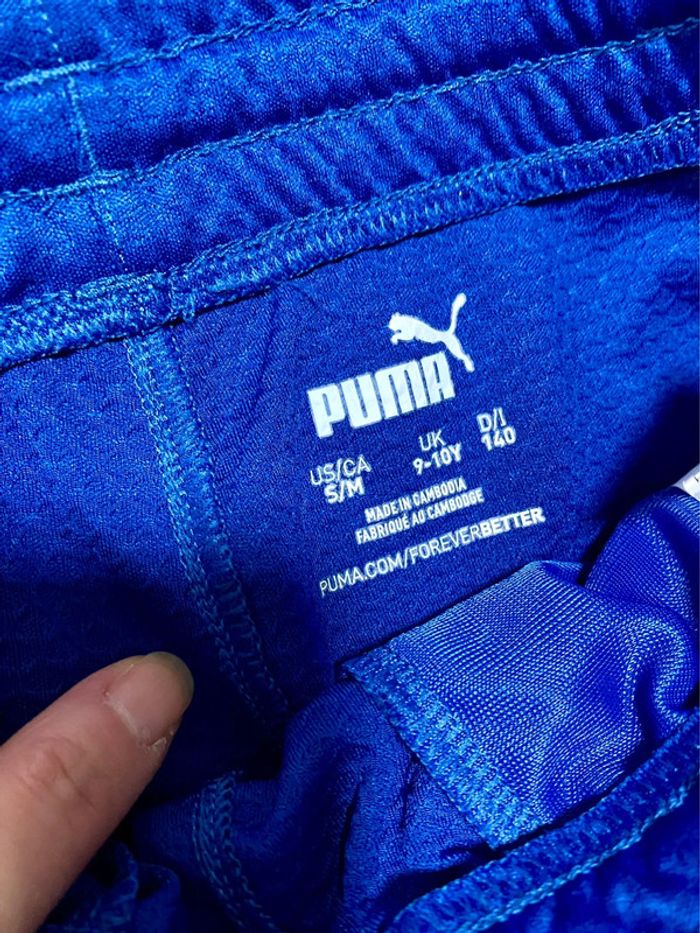 PUMA
US/CA UK D/I
S/M 9-10Y 140
MADE IN CAMBODIA
FABRIQUÉ AU CAMBODGE
PUMA.COM/FOREVERBETTER